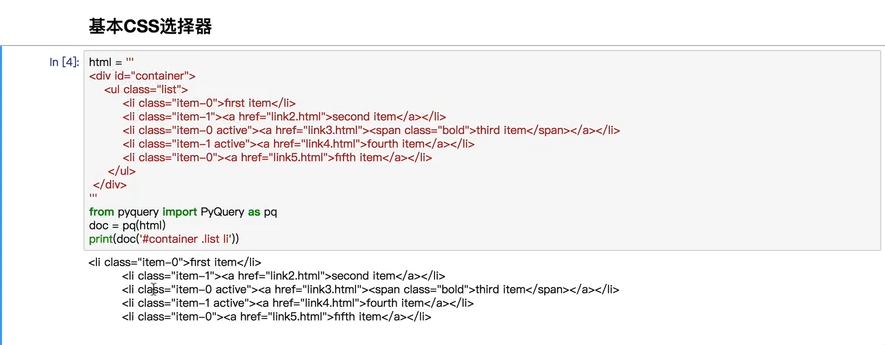 基本CSS选择器
In [4]: html = '''
<div id="container">
<ul class="list">
<li class="item-0">first item</li>
<li class="item-1"><a href="link2.html">second item</a></li>
<li class="item-0 active"><a href="link3.html"><span class="bold">third item</span></a></li>
<li class="item-1 active"><a href="link4.html">fourth item</a></li>
<li class="item-0"><a href="link5.html">fifth item</a></li>
</ul>
</div>
'''
from pyquery import PyQuery as pq
doc = pq(html)
print(doc('#container .list li'))
<li class="item-0">first item</li>
<li class="item-1"><a href="link2.html">second item</a></li>
<li class="item-0 active"><a href="link3.html"><span class="bold">third item</span></a></li>
<li class="item-1 active"><a href="link4.html">fourth item</a></li>
<li class="item-0"><a href="link5.html">fifth item</a></li>